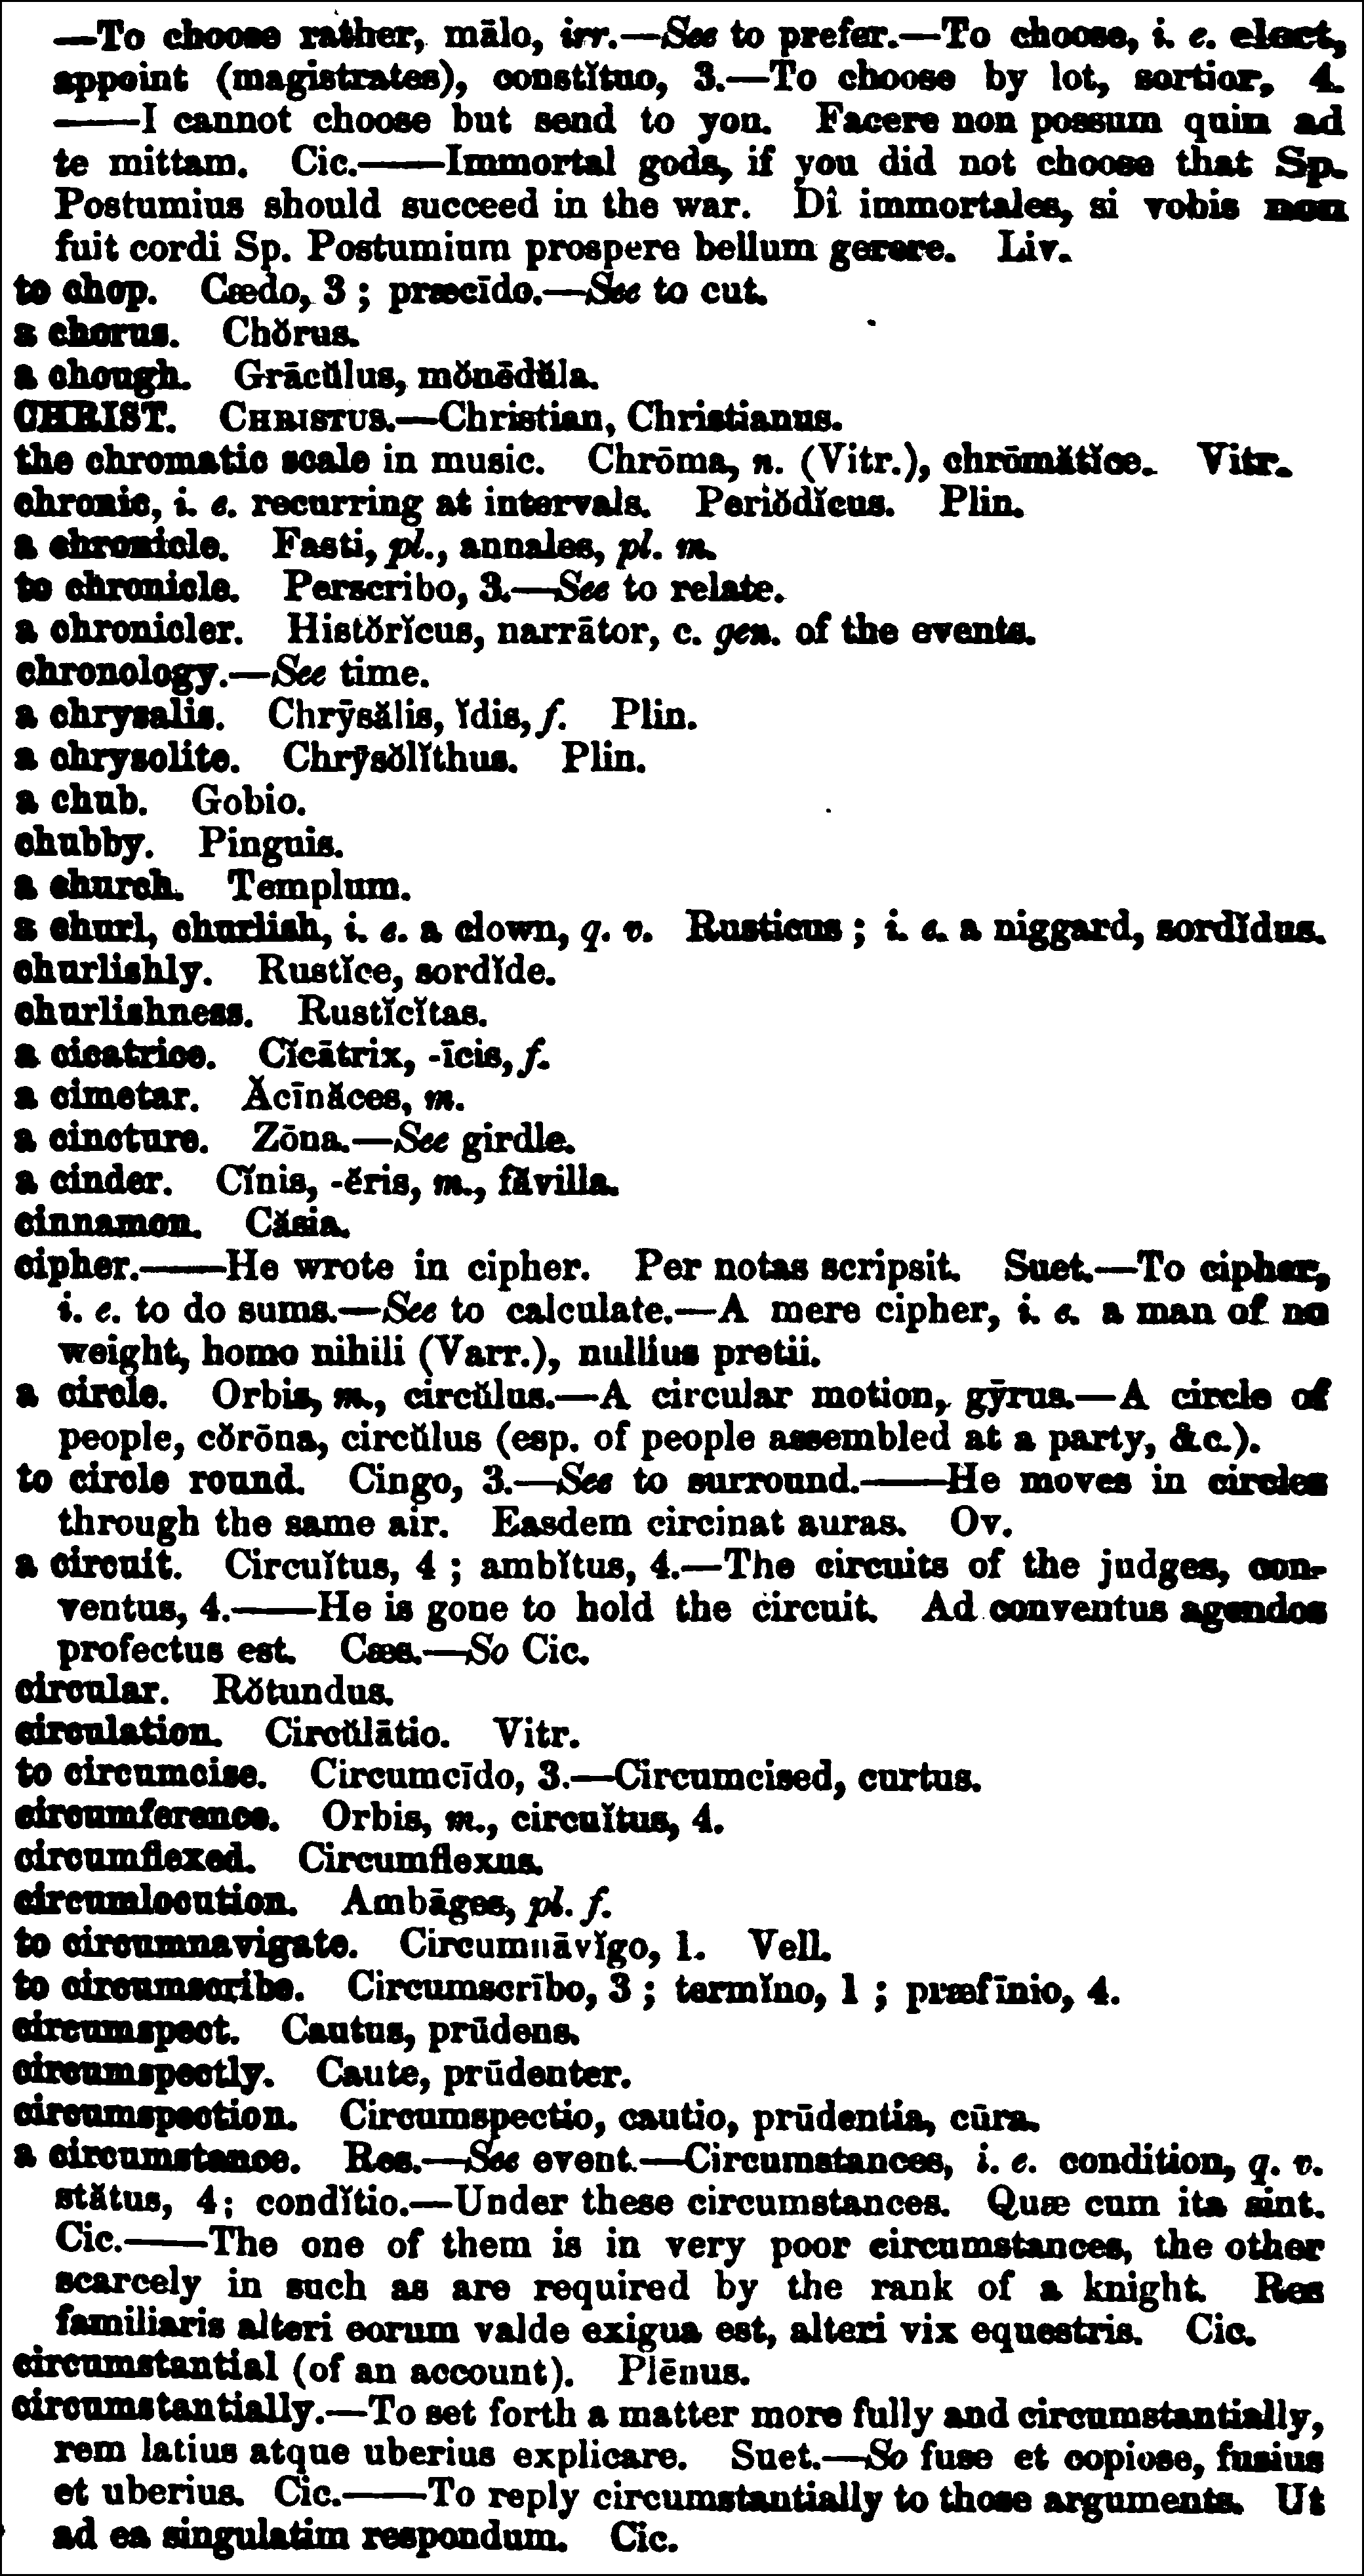 —To choose rather, mālo, irr.—See to prefer.—To choose, i. e. elect,
appoint (magistrates), constĭtuo, 3.—To choose by lot, sortior, 4.
——I cannot choose but send to you. Facere non possum quin ad
te mittam. Cic.——Immortal gods, if you did not choose that Sp.
Postumius should succeed in the war. Dî immortales, si vobis non
fuit cordi Sp. Postumium prospere bellum gerere. Liv.
to chop. Cædo, 3 ; præcīdo.—See to cut.
a chorus. Chŏrus.
a chough. Grācŭlus, mŏnēdŭla.
CHRIST. CHRISTUS.—Christian, Christianus.
the chromatic scale in music. Chrōma, n. (Vitr.), chrōmătĭce. Vitr.
chronic, i. e. recurring at intervals. Periŏdĭcus. Plin.
a chronicle. Fasti, pl., annales, pl. m.
to chronicle. Perscribo, 3.—See to relate.
a chronicler. Histŏrĭcus, narrātor, c. gen. of the events.
chronology.—See time.
a chrysalis. Chrȳsălis, ĭdis, f. Plin.
a chrysolite. Chrȳsŏlĭthus. Plin.
a chub. Gobio.
chubby. Pinguis.
a church. Templum.
a churl, churlish, i. e. a clown, q. v. Rusticus ; i. e. a niggard, sordĭdus.
churlishly. Rustĭce, sordĭde.
churlishness. Rustĭcĭtas.
a cicatrice. Cĭcātrix, -īcis, f.
a cimetar. Ăcīnăces, m.
a cincture. Zōna.—See girdle.
a cinder. Cĭnis, -ĕris, m., făvilla.
cinnamon. Căsia.
cipher.——He wrote in cipher. Per notas scripsit. Suet.—To cipher,
i. e. to do sums.—See to calculate.—A mere cipher, i. e. a man of no
weight, homo nihili (Varr.), nullius pretii.
a circle. Orbis, m., circŭlus.—A circular motion, gȳrus.—A circle of
people, cŏrōna, circŭlus (esp. of people assembled at a party, &c.).
to circle round. Cingo, 3.—See to surround.——He moves in circles
through the same air. Easdem circinat auras. Ov.
a circuit. Circuĭtus, 4 ; ambĭtus, 4.—The circuits of the judges, con-
ventus, 4.——He is gone to hold the circuit. Ad conventus agendos
profectus est. Cæs.—So Cic.
circular. Rŏtundus.
circulation. Circŭlātio. Vitr.
to circumcise. Circumcīdo, 3.—Circumcised, curtus.
circumference. Orbis, m., circuĭtus, 4.
circumflexed. Circumflexus.
circumlocution. Ambāges, pl. f.
to circumnavigate. Circumnāvĭgo, 1. Vell.
to circumscribe. Circumscrībo, 3 ; termĭno, 1 ; præfīnio, 4.
circumspect. Cautus, prūdens.
circumspectly. Caute, prūdenter.
circumspection. Circumspectio, cautio, prūdentia, cūra.
a circumstance. Res.—See event.—Circumstances, i. e. condition, q. v.
stătus, 4; condĭtio.—Under these circumstances. Quæ cum ita sint.
Cic.——The one of them is in very poor circumstances, the other
scarcely in such as are required by the rank of a knight. Res
familiaris alteri eorum valde exigua est, alteri vix equestris. Cic.
circumstantial (of an account). Plēnus.
circumstantially.—To set forth a matter more fully and circumstantially,
rem latius atque uberius explicare. Suet.—So fuse et copiose, fusius
et uberius. Cic.——To reply circumstantially to those arguments. Ut
ad ea singulatim respondum. Cic.